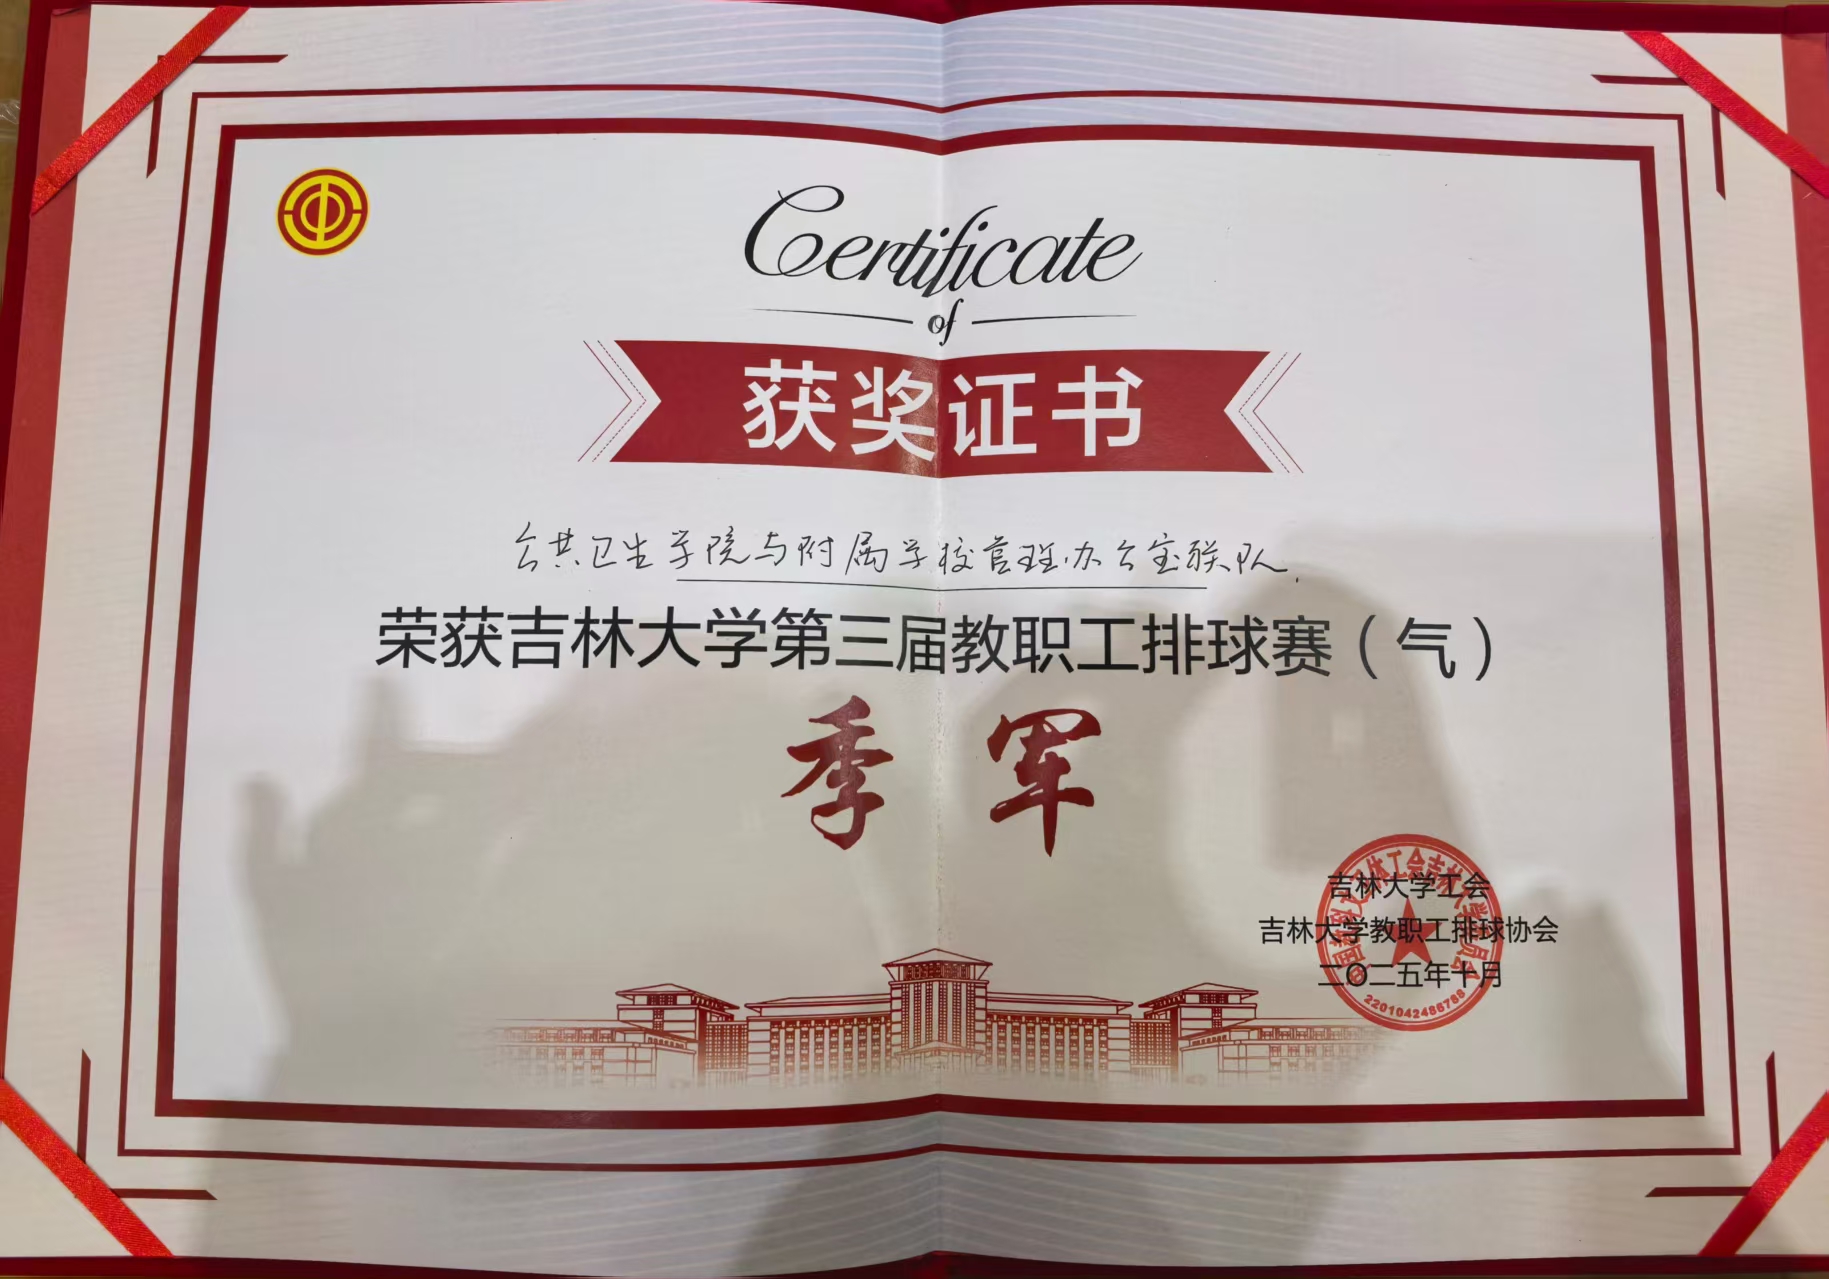 Certificate
of
获奖证书
公共卫生学院与附属学校管理办公室联队
荣获吉林大学第三届教职工排球赛（气）
季军
吉林大学工会
吉林大学教职工排球协会
二〇二五年十月
2201042486768